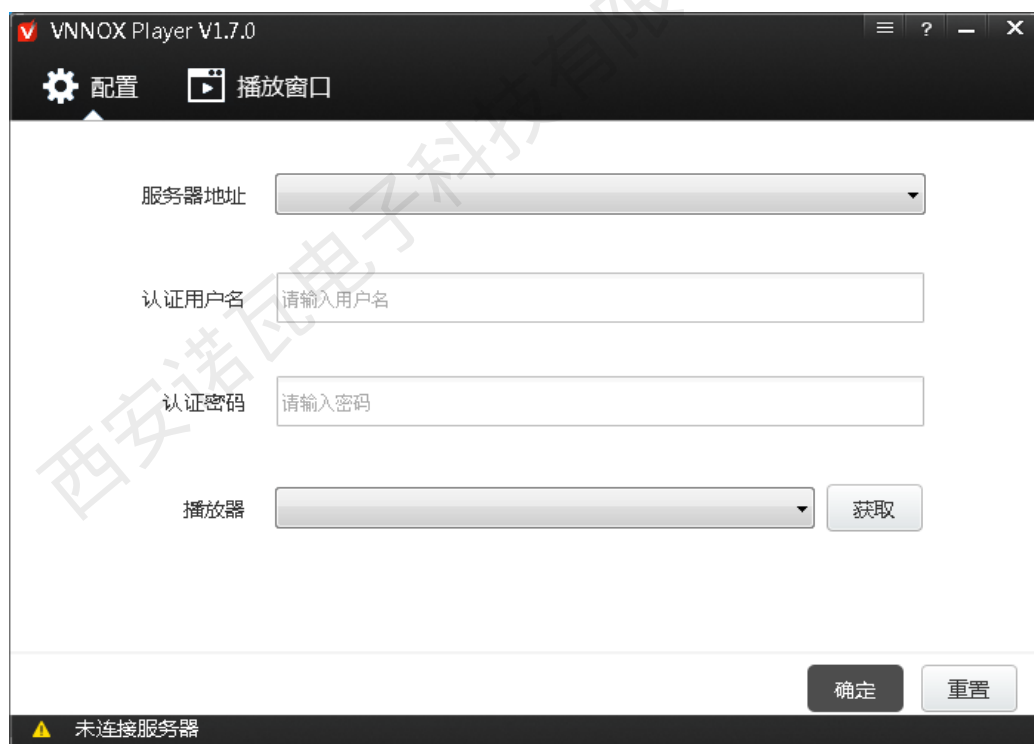 VNNOX Player V1.7.0
?
配置 播放窗口
服务器地址
认证用户名 请输入用户名
认证密码 请输入密码
播放器 获取
确定 重置
未连接服务器
西安诺瓦电子科技有限